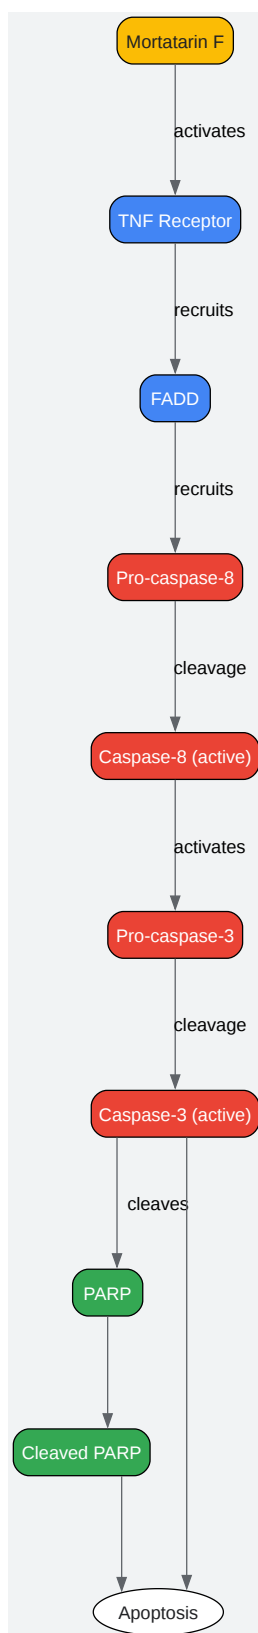 Mortatarin F
activates
TNF Receptor
recruits
FADD
recruits
Pro-caspase-8
cleavage
Caspase-8 (active)
activates
Pro-caspase-3
cleavage
Caspase-3 (active)
cleaves
PARP
Cleaved PARP
Apoptosis